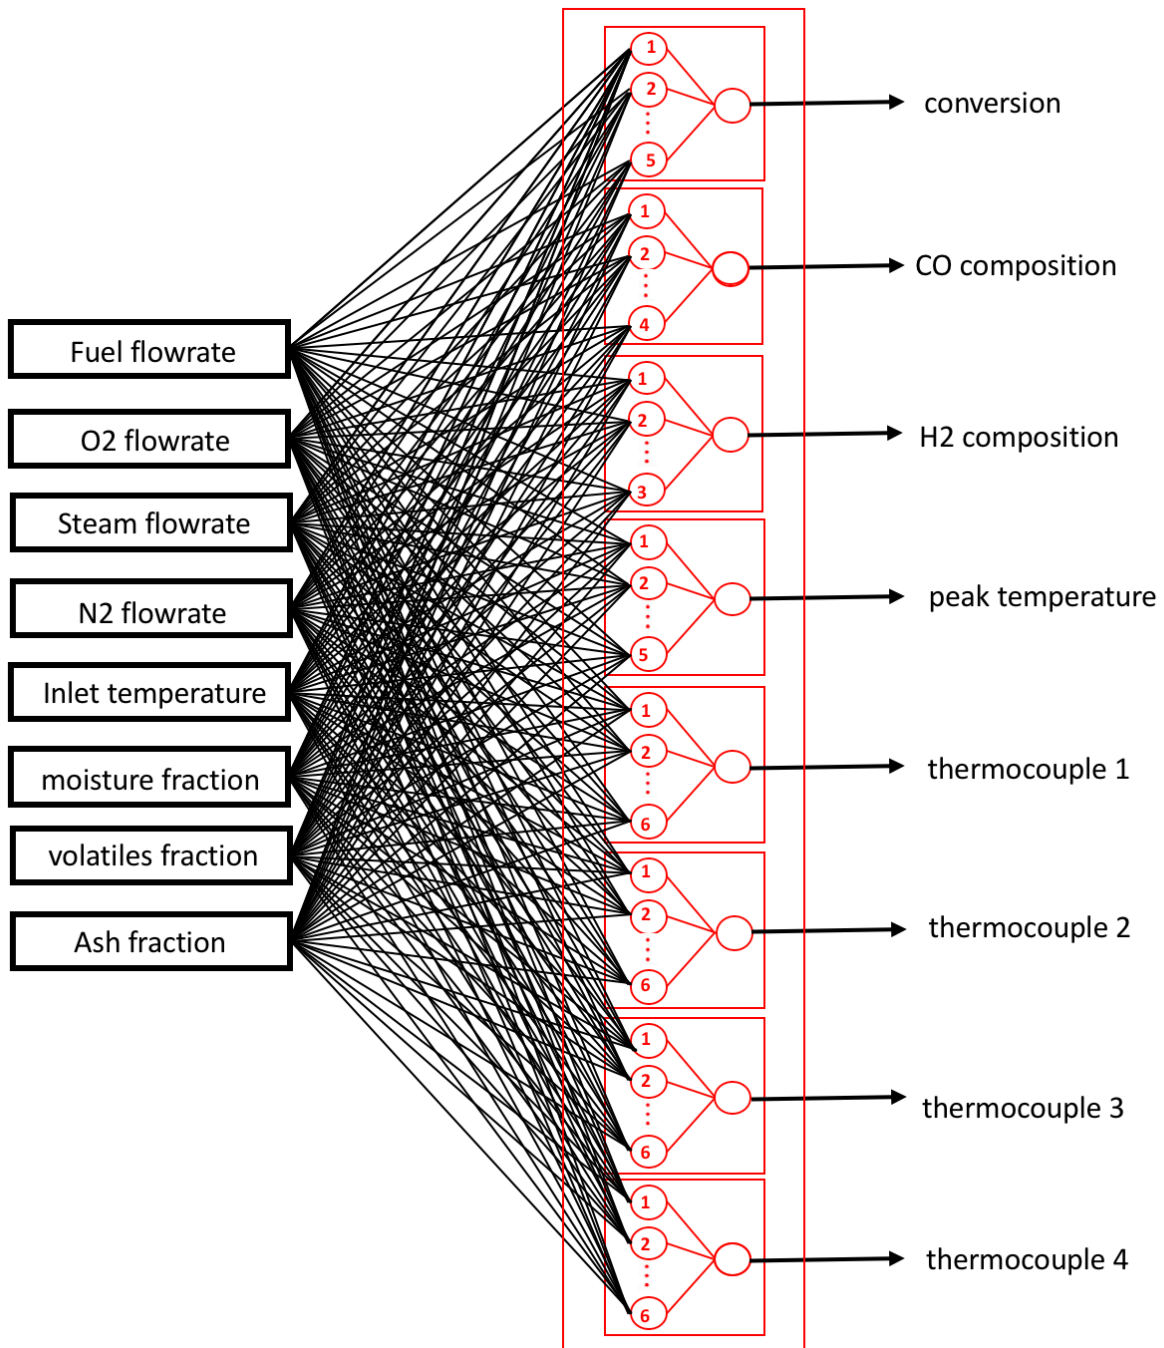 Fuel flowrate
O2 flowrate
Steam flowrate
N2 flowrate
Inlet temperature
moisture fraction
volatiles fraction
Ash fraction
1
2
5
conversion
1
2
4
CO composition
1
2
3
H2 composition
1
2
5
peak temperature
1
2
6
thermocouple 1
1
2
6
thermocouple 2
1
2
6
thermocouple 3
1
2
6
thermocouple 4